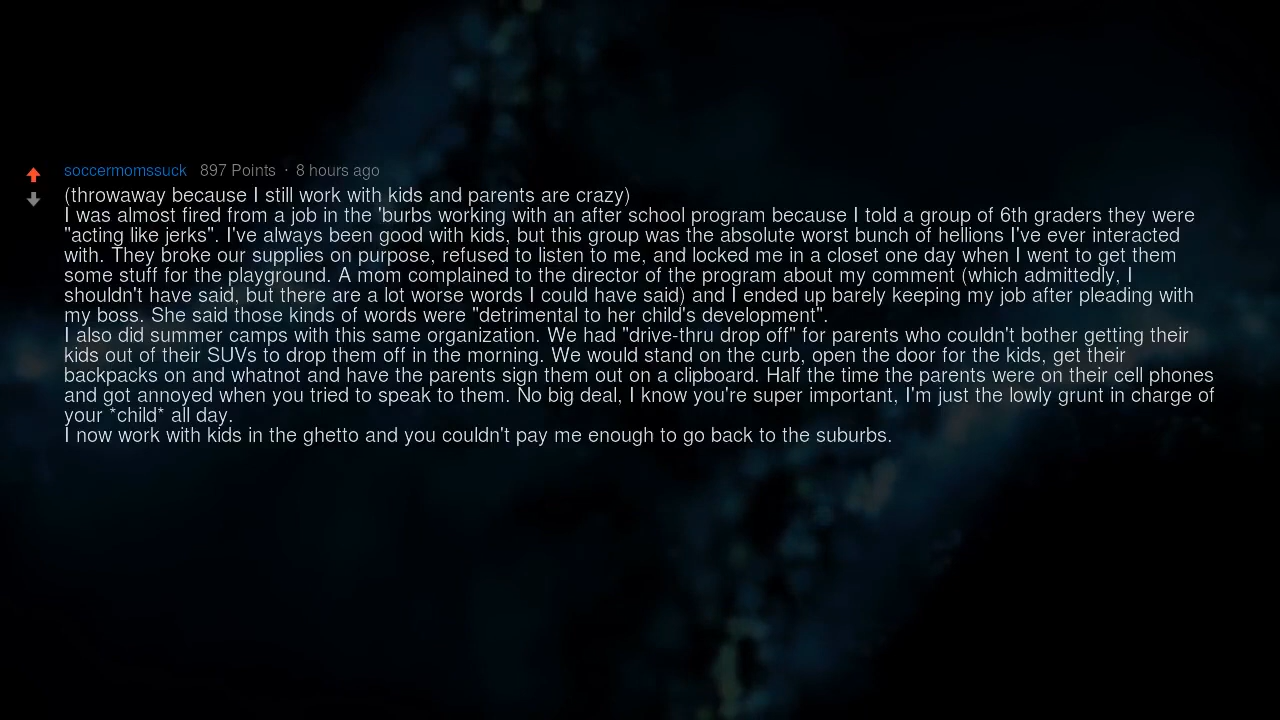 soccermomssuck 897 Points · 8 hours ago
(throwaway because I still work with kids and parents are crazy)
I was almost fired from a job in the 'burbs working with an after school program because I told a group of 6th graders they were
"acting like jerks". I've always been good with kids, but this group was the absolute worst bunch of hellions I've ever interacted
with. They broke our supplies on purpose, refused to listen to me, and locked me in a closet one day when I went to get them
some stuff for the playground. A mom complained to the director of the program about my comment (which admittedly, I
shouldn't have said, but there are a lot worse words I could have said) and I ended up barely keeping my job after pleading with
my boss. She said those kinds of words were "detrimental to her child's development".
I also did summer camps with this same organization. We had "drive-thru drop off" for parents who couldn't bother getting their
kids out of their SUVs to drop them off in the morning. We would stand on the curb, open the door for the kids, get their
backpacks on and whatnot and have the parents sign them out on a clipboard. Half the time the parents were on their cell phones
and got annoyed when you tried to speak to them. No big deal, I know you're super important, I'm just the lowly grunt in charge of
your *child* all day.
I now work with kids in the ghetto and you couldn't pay me enough to go back to the suburbs.